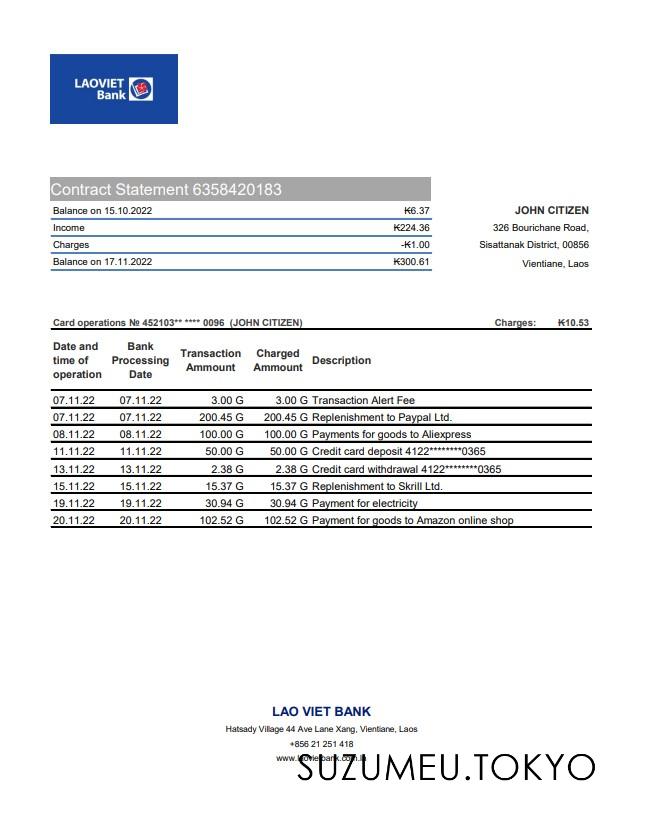 LAOVIET
Bank
Contract Statement 6358420183
Balance on 15.10.2022 ₭6.37
Income ₭224.36
Charges -₭1.00
Balance on 17.11.2022 ₭300.61
JOHN CITIZEN
326 Bourichane Road,
Sisattanak District, 00856
Vientiane, Laos
Card operations № 452103** **** 0096 (JOHN CITIZEN) Charges: ₭10.53
Date and time of operation Bank Processing Date Transaction Amount Charged Amount Description
07.11.22 07.11.22 3.00 G 3.00 G Transaction Alert Fee
07.11.22 07.11.22 200.45 G 200.45 G Replenishment to Paypal Ltd.
08.11.22 08.11.22 100.00 G 100.00 G Payments for goods to Aliexpress
11.11.22 11.11.22 50.00 G 50.00 G Credit card deposit 4122********0365
13.11.22 13.11.22 2.38 G 2.38 G Credit card withdrawal 4122********0365
15.11.22 15.11.22 15.37 G 15.37 G Replenishment to Skrill Ltd.
19.11.22 19.11.22 30.94 G 30.94 G Payment for electricity
20.11.22 20.11.22 102.52 G 102.52 G Payment for goods to Amazon online shop
LAO VIET BANK
Hatsady Village 44 Ave Lane Xang, Vientiane, Laos
+856 21 251 418
www.laovietbank.com.la
SUZUMEU.TOKYO